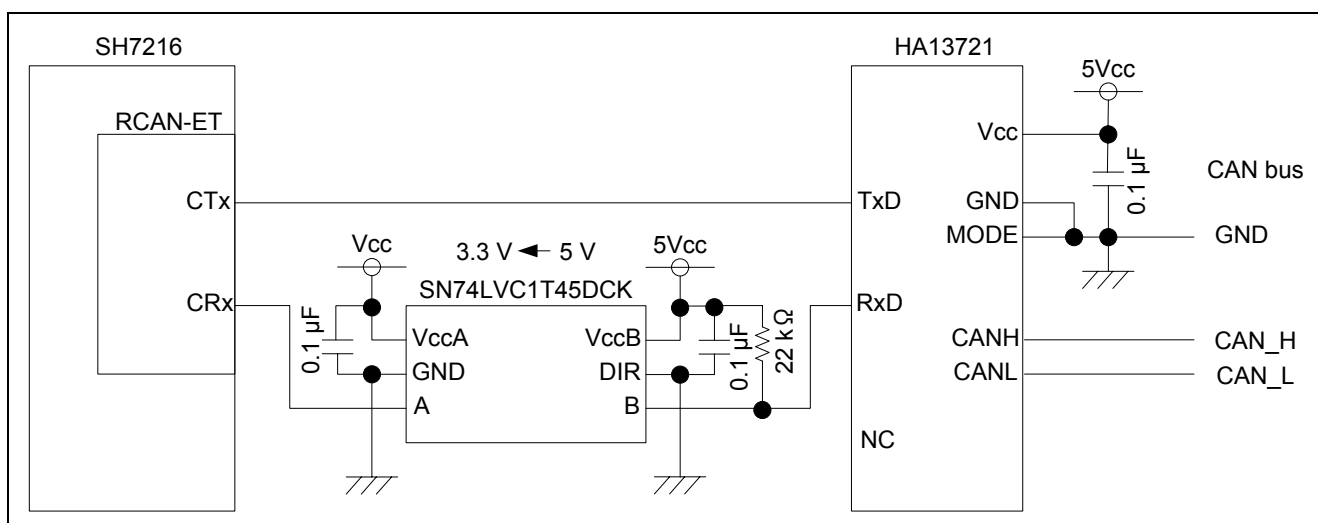 SH7216
HA13721
5Vcc
RCAN-ET
Vcc
0.1 µF
CAN bus
CTx
TxD
GND
MODE
GND
Vcc
3.3 V 5 V
5Vcc
SN74LVC1T45DCK
CRx
RxD
0.1 µF
VccA
VccB
0.1 µF
22 kΩ
GND
DIR
CANH
CAN_H
CANL
CAN_L
A
B
NC